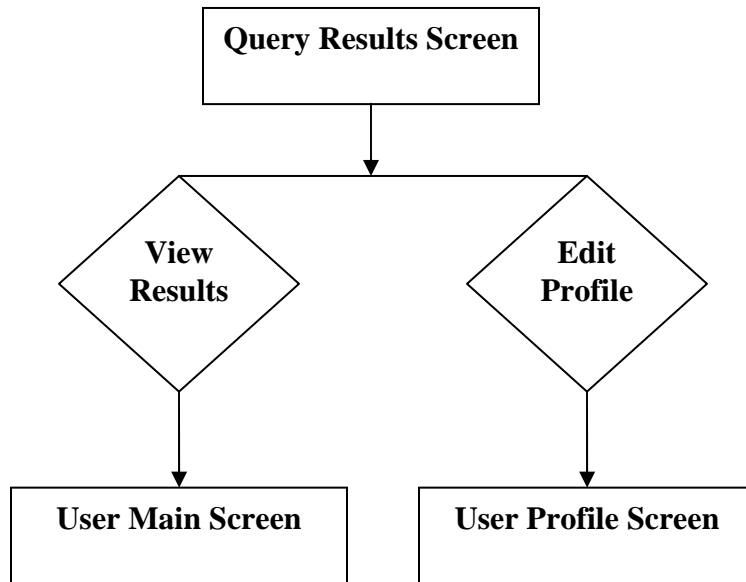 Query Results Screen
View
Results
Edit
Profile
User Main Screen
User Profile Screen